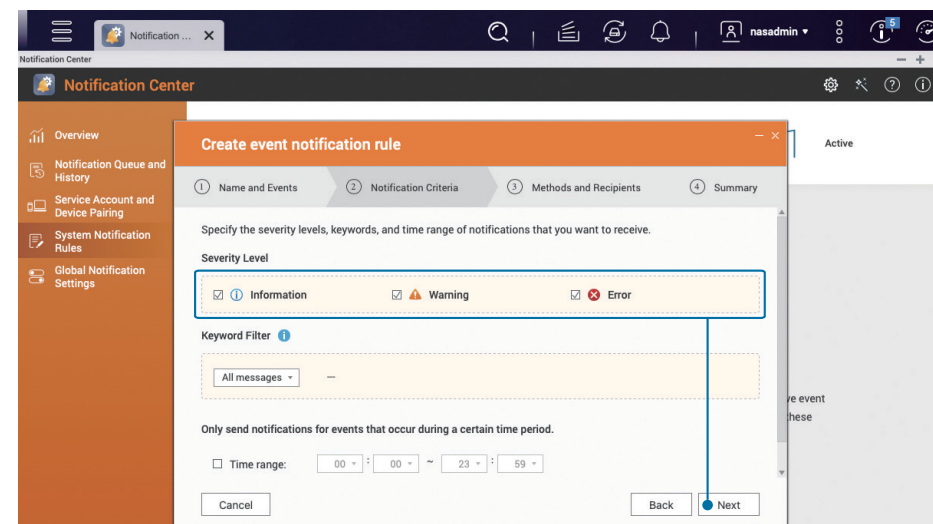 Notification ...
nasadmin
5
Notification Center
Notification Center
Overview
Notification Queue and
History
Service Account and
Device Pairing
System Notification
Rules
Global Notification
Settings
Active
Create event notification rule
1 Name and Events
2 Notification Criteria
3 Methods and Recipients
4 Summary
Specify the severity levels, keywords, and time range of notifications that you want to receive.
Severity Level
Information
Warning
Error
Keyword Filter
All messages
—
ve event
these
Only send notifications for events that occur during a certain time period.
Time range: 00 : 00 ~ 23 : 59
Cancel
Back
Next